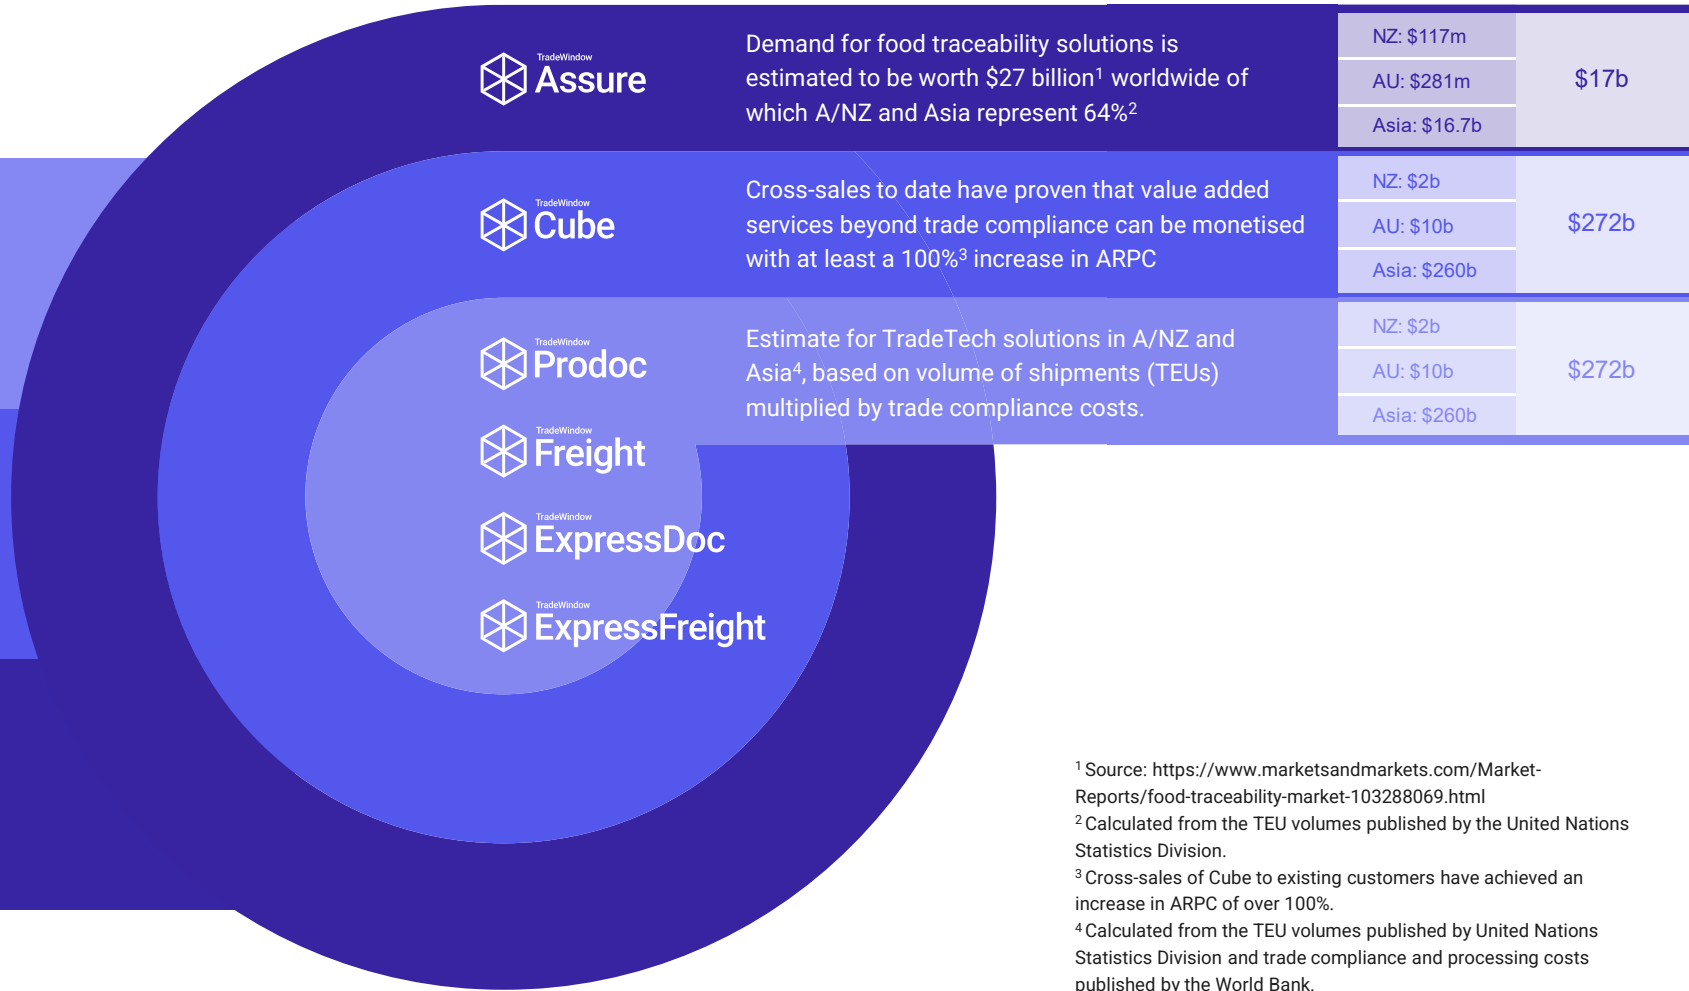 TradeWindow
Assure
Demand for food traceability solutions is
estimated to be worth $27 billion¹ worldwide of
which A/NZ and Asia represent 64%²
NZ: $117m
AU: $281m
Asia: $16.7b
$17b
TradeWindow
Cube
Cross-sales to date have proven that value added
services beyond trade compliance can be monetised
with at least a 100%³ increase in ARPC
NZ: $2b
AU: $10b
Asia: $260b
$272b
TradeWindow
Prodoc
Estimate for TradeTech solutions in A/NZ and
Asia⁴, based on volume of shipments (TEUs)
multiplied by trade compliance costs.
NZ: $2b
AU: $10b
Asia: $260b
$272b
TradeWindow
Freight
TradeWindow
ExpressDoc
TradeWindow
ExpressFreight
¹ Source: https://www.marketsandmarkets.com/Market-
Reports/food-traceability-market-103288069.html
² Calculated from the TEU volumes published by the United Nations
Statistics Division.
³ Cross-sales of Cube to existing customers have achieved an
increase in ARPC of over 100%.
⁴ Calculated from the TEU volumes published by United Nations
Statistics Division and trade compliance and processing costs
published by the World Bank.